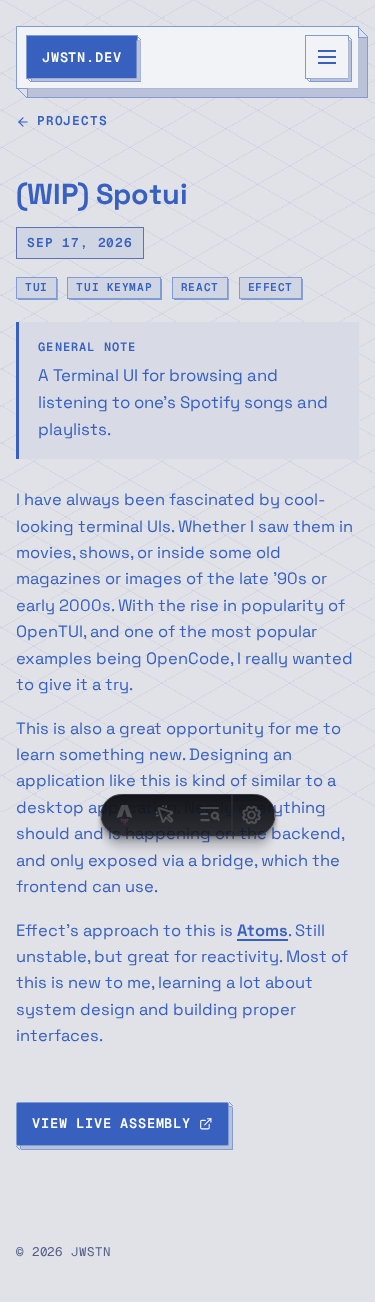 JWSTN.DEV
← PROJECTS
(WIP) Spotui
SEP 17, 2026
TUI TUI KEYMAP REACT EFFECT
GENERAL NOTE
A Terminal UI for browsing and
listening to one's Spotify songs and
playlists.
I have always been fascinated by cool-
looking terminal UIs. Whether I saw them in
movies, shows, or inside some old
magazines or images of the late '90s or
early 2000s. With the rise in popularity of
OpenTUI, and one of the most popular
examples being OpenCode, I really wanted
to give it a try.
This is also a great opportunity for me to
learn something new. Designing an
application like this is kind of similar to a
desktop
should and is happening on the backend,
and only exposed via a bridge, which the
frontend can use.
Effect's approach to this is Atoms. Still
unstable, but great for reactivity. Most of
this is new to me, learning a lot about
system design and building proper
interfaces.
VIEW LIVE ASSEMBLY
© 2026 JWSTN